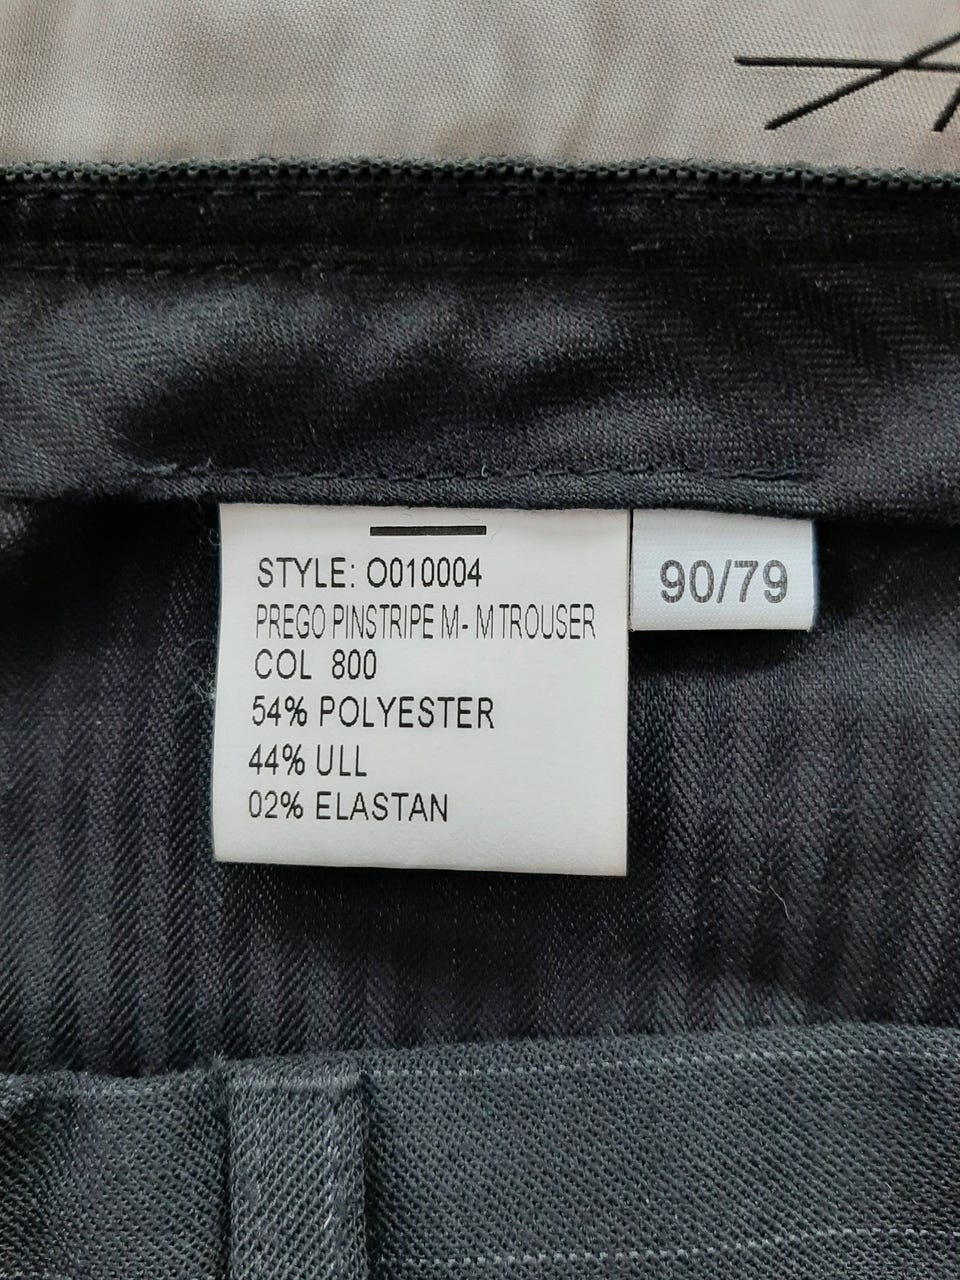 STYLE: O010004
PREGO PINSTRIPE M- M TROUSER
COL 800
54% POLYESTER
44% ULL
02% ELASTAN
90/79